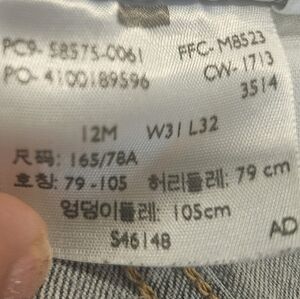 PC9-58575-0061 FFC-M8523
PO-4100189596 CW-1713
3514
12M W31 L32
尺码: 165/78A
호칭: 79-105 허리둘레: 79 cm
엉덩이둘레: 105cm
S46148
AD